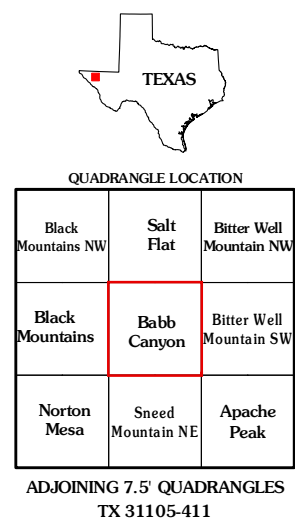 TEXAS
QUADRANGLE LOCATION
Black
Mountains NW
Salt
Flat
Bitter Well
Mountain NW
Black
Mountains
Babb
Canyon
Bitter Well
Mountain SW
Norton
Mesa
Sneed
Mountain NE
Apache
Peak
ADJOINING 7.5' QUADRANGLES
TX 31105-411